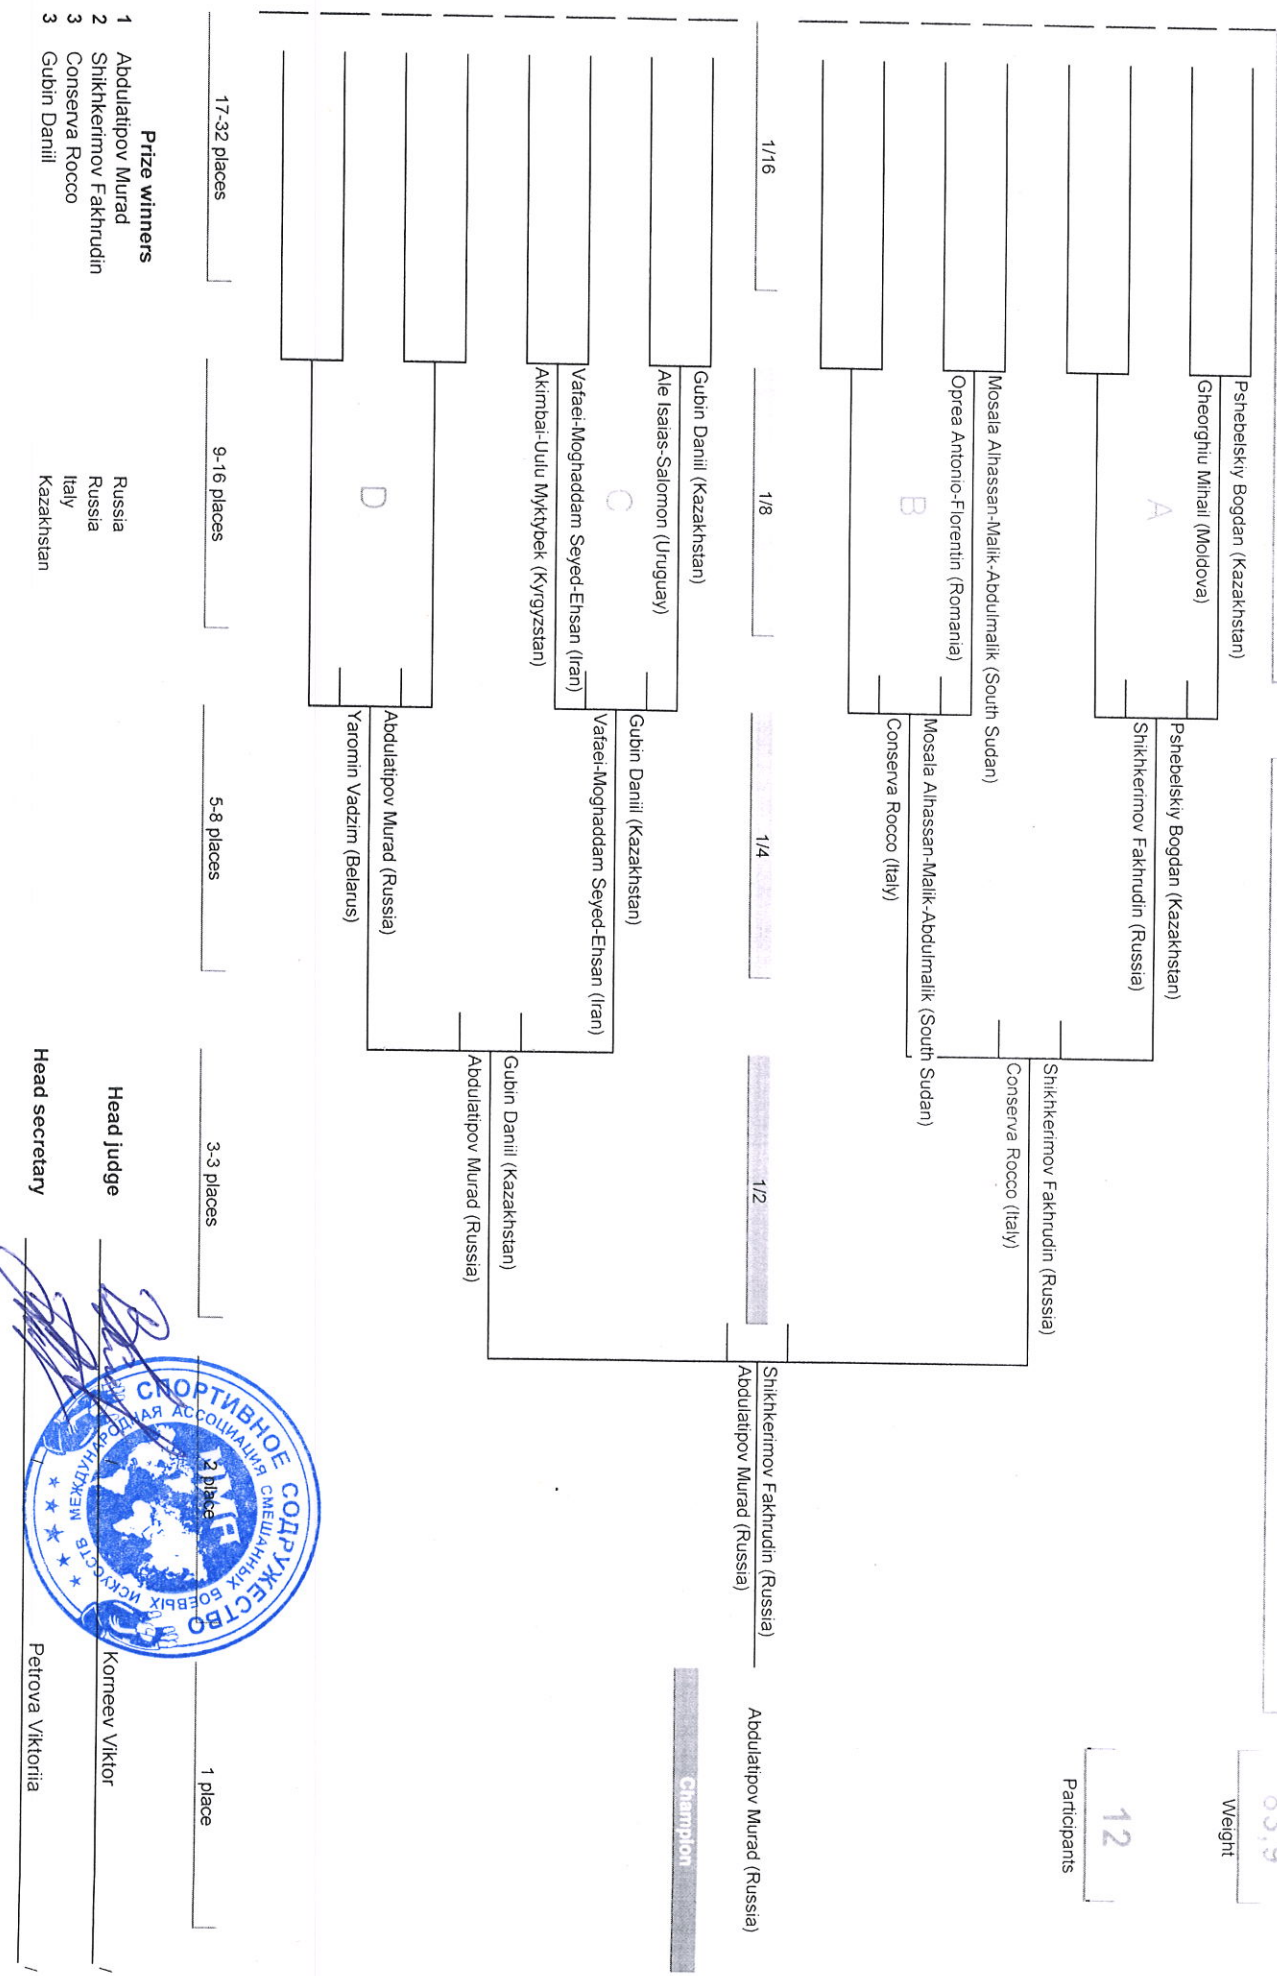 Weight
12
Participants
Pshebelskiy Bogdan (Kazakhstan)
Gheorghiu Mihail (Moldova)
A
Pshebelskiy Bogdan (Kazakhstan)
Shikhkerimov Fakhrudin (Russia)
Shikhkerimov Fakhrudin (Russia)
Conserva Rocco (Italy)
Mosala Alhassan-Malik-Abdulmalik (South Sudan)
Oprea Antonio-Florentin (Romania)
B
Mosala Alhassan-Malik-Abdulmalik (South Sudan)
Conserva Rocco (Italy)
1/16
1/8
1/4
1/2
Shikhkerimov Fakhrudin (Russia)
Abdulatipov Murad (Russia)
Abdulatipov Murad (Russia)
Champion
Gubin Daniil (Kazakhstan)
Ale Isaias-Salomon (Uruguay)
C
Vafaei-Moghaddam Seyed-Ehsan (Iran)
Akimbai-Uulu Myktybek (Kyrgyzstan)
Gubin Daniil (Kazakhstan)
Vafaei-Moghaddam Seyed-Ehsan (Iran)
Gubin Daniil (Kazakhstan)
Abdulatipov Murad (Russia)
D
Abdulatipov Murad (Russia)
Yaromin Vadzim (Belarus)
17-32 places
9-16 places
5-8 places
3-3 places
2 place
1 place
Prize winners
1 Abdulatipov Murad Russia
2 Shikhkerimov Fakhrudin Russia
3 Conserva Rocco Italy
3 Gubin Daniil Kazakhstan
Head judge / Korneev Viktor /
Head secretary / Petrova Viktoriia /
СПОРТИВНОЕ СОДРУЖЕСТВО
МЕЖДУНАРОДНАЯ АССОЦИАЦИЯ СМЕШАННЫХ БОЕВЫХ ИСКУССТВ